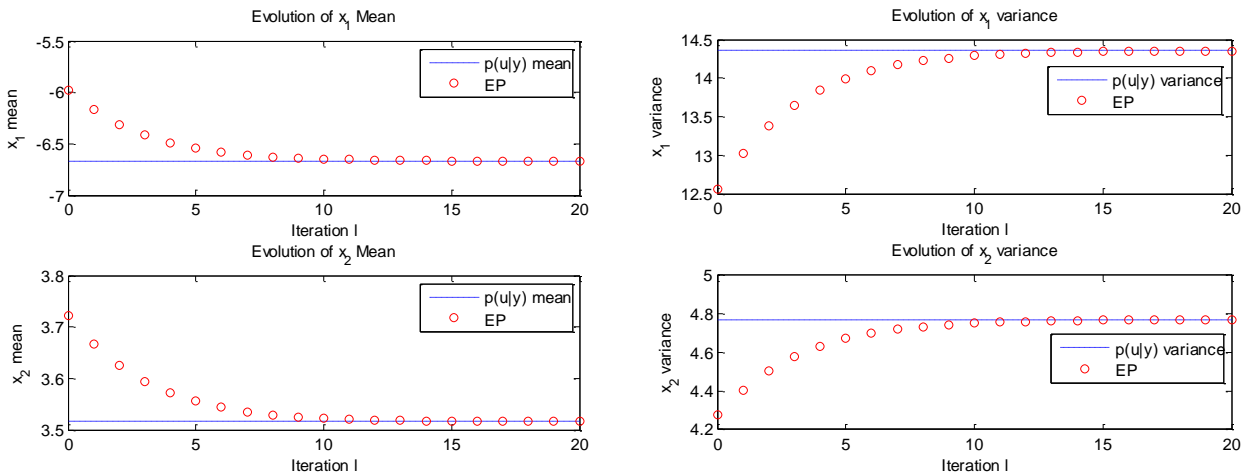 Evolution of x1 Mean
-5.5
-6
-6.5
-7
x1 mean
p(u|y) mean
EP
0 5 10 15 20
Iteration l
Evolution of x1 variance
14.5
14
13.5
13
12.5
x1 variance
p(u|y) variance
EP
0 5 10 15 20
Iteration l
Evolution of x2 Mean
3.8
3.7
3.6
3.5
x2 mean
p(u|y) mean
EP
0 5 10 15 20
Iteration l
Evolution of x2 variance
5
4.8
4.6
4.4
4.2
x2 variance
p(u|y) variance
EP
0 5 10 15 20
Iteration l